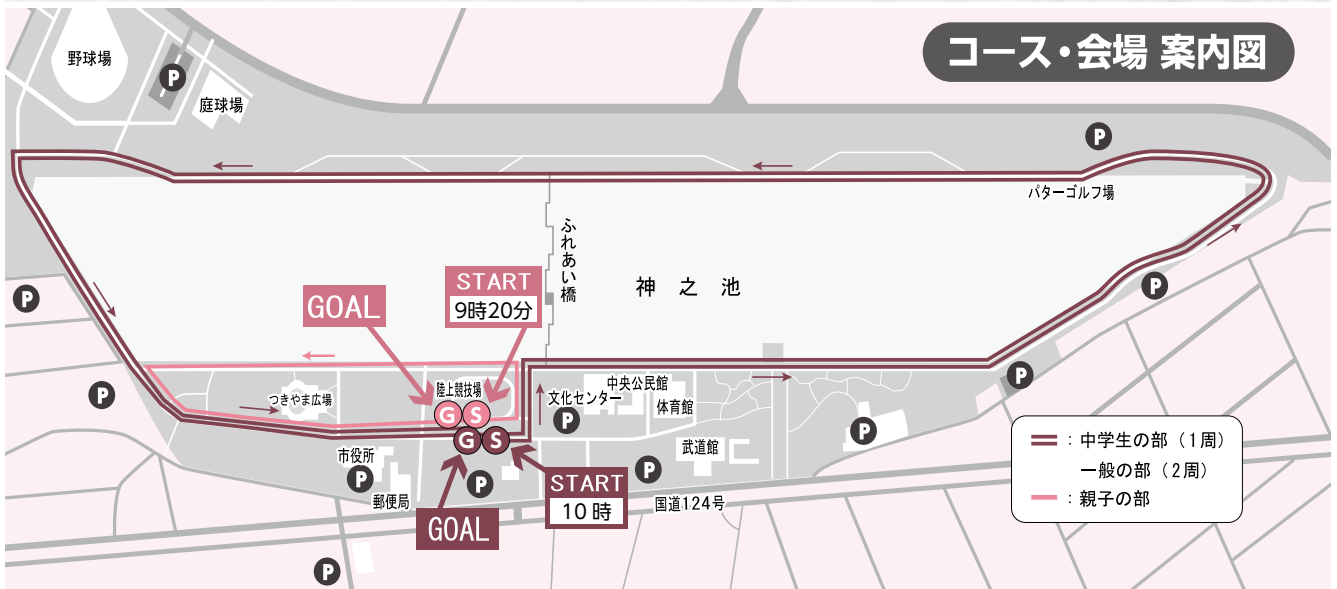 コース・会場 案内図
野球場
P
庭球場
P
パターゴルフ場
ふれあい橋
神之池
P
P
START
9時20分
GOAL
P
P
つきやま広場
陸上競技場
G
S
G
S
文化センター
中央公民館
体育館
P
P
市役所
P
郵便局
P
START
10時
GOAL
P
武道館
国道124号
P
：中学生の部（1周）
一般の部（2周）
：親子の部